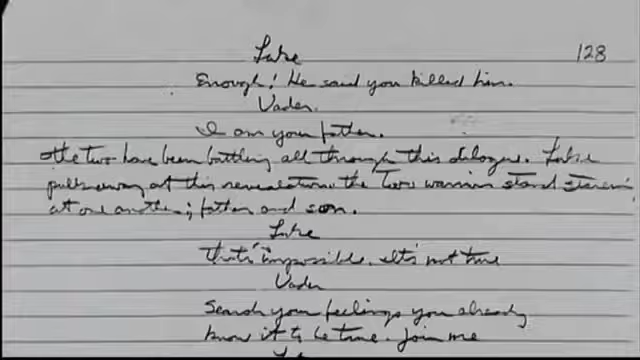 Luke
128
Enough! He said you killed him.
Vader.
I am your father.
The two have been battling all through this dialogue. Luke
pulls away at this revelation. the two warriors stand starein
at one another; father and son.
Luke
That's impossible. It's not true
Vader
Search your feelings you already
know it to be true. Join me